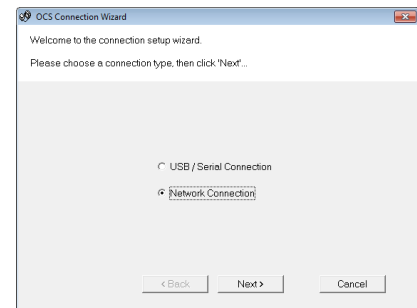 OCS Connection Wizard
Welcome to the connection setup wizard.
Please choose a connection type, then click 'Next'...
USB / Serial Connection
Network Connection
< Back Next > Cancel